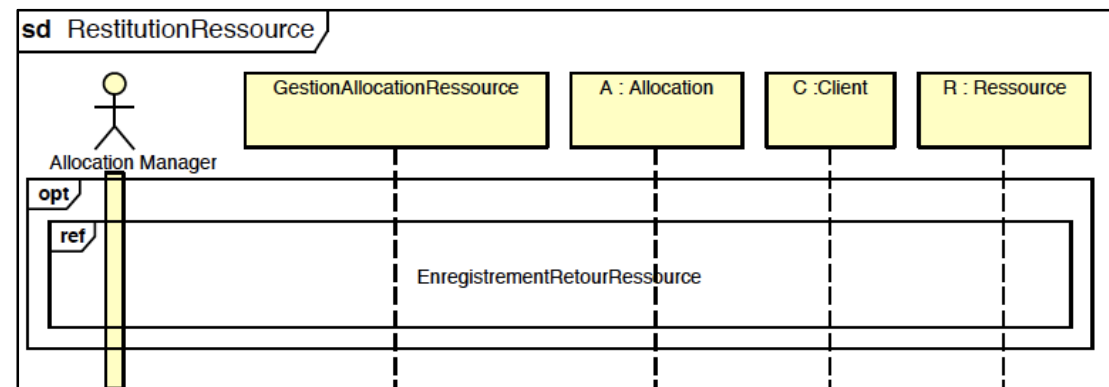 sd RestitutionRessource
GestionAllocationRessource
A : Allocation
C :Client
R : Ressource
Allocation Manager
opt
ref
EnregistrementRetourRessource